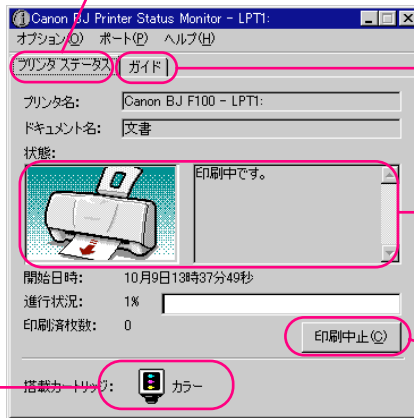 Canon BJ Printer Status Monitor - LPT1:
オプション(O) ポート(P) ヘルプ(H)
プリンタ ステータス ガイド
プリンタ名: Canon BJ F100 - LPT1:
ドキュメント名: 文書
状態:
印刷中です。
開始日時: 10月9日13時37分49秒
進行状況: 1%
印刷済枚数: 0
印刷中止(C)
搭載カートリッジ: カラー